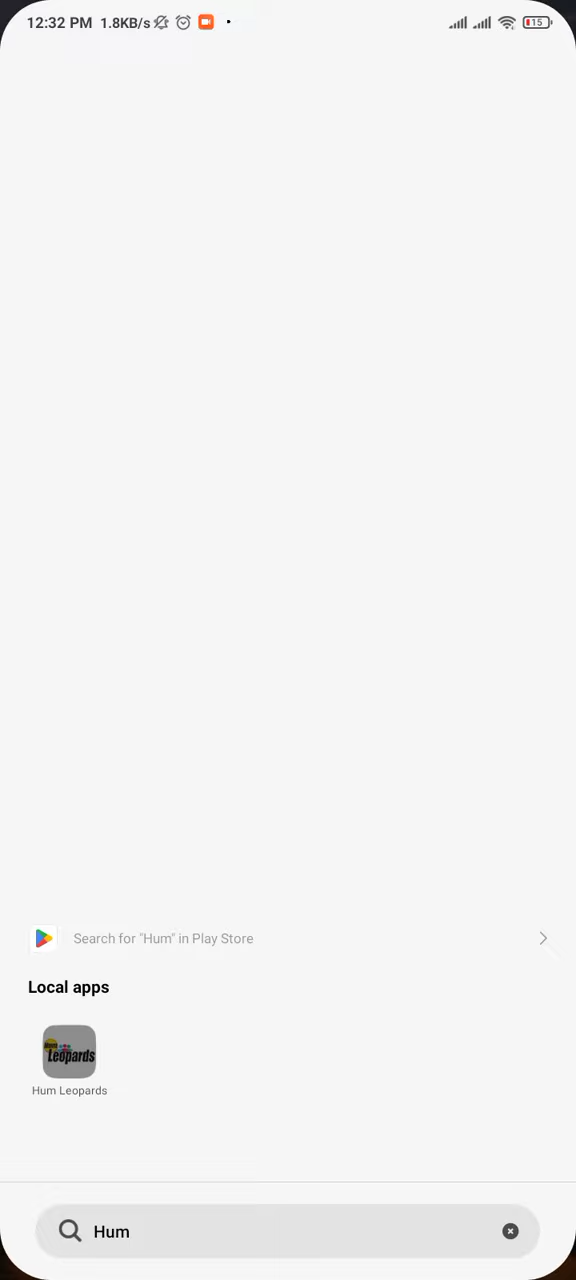 12:32 PM 1.8KB/s 15
Search for "Hum" in Play Store
Local apps
Leopards
Hum Leopards
Hum